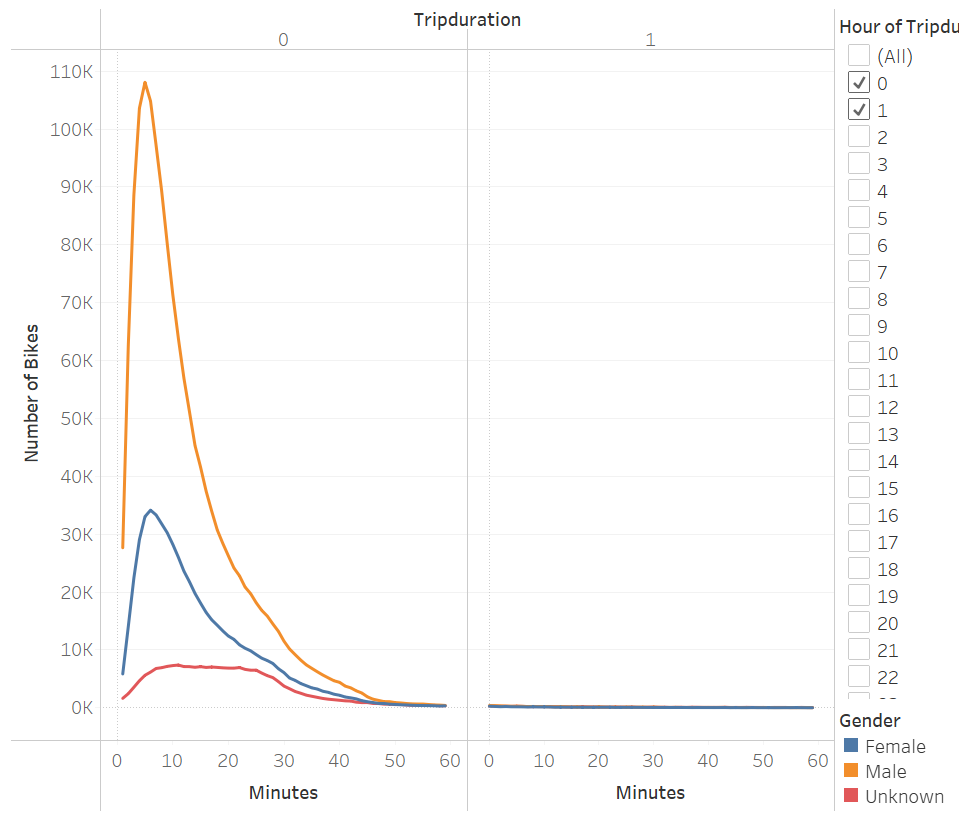 Tripduration
0 1
110K
100K
90K
80K
70K
60K
50K
40K
30K
20K
10K
0K
Number of Bikes
0 10 20 30 40 50 60 0 10 20 30 40 50 60
Minutes Minutes
Hour of Tripdu
(All)
0
1
2
3
4
5
6
7
8
9
10
11
12
13
14
15
16
17
18
19
20
21
22
Gender
Female
Male
Unknown